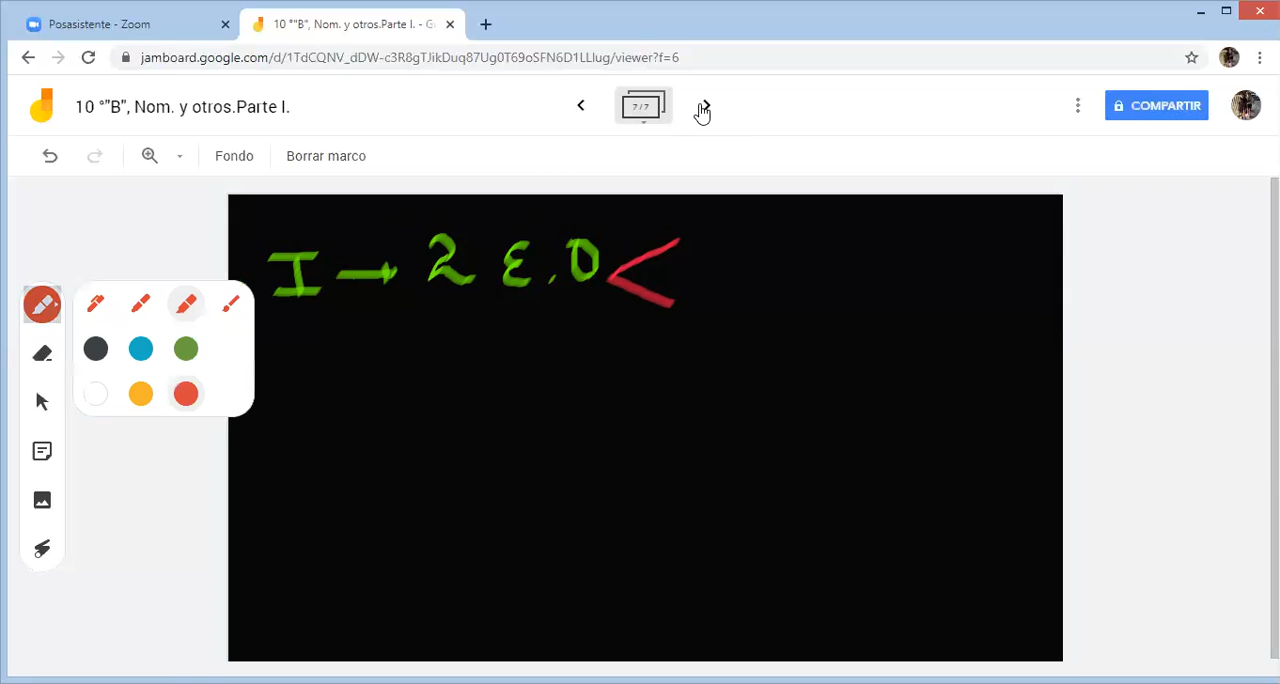 Posasistente - Zoom
10 °"B", Nom. y otros.Parte I. - G
jamboard.google.com/d/1TdCQNV_dDW-c3R8gTJikDuq87Ug0T69oSFN6D1LLlug/viewer?f=6
10 °"B", Nom. y otros.Parte I.
7 / 7
COMPARTIR
Fondo
Borrar marco
I → 2 E.O <